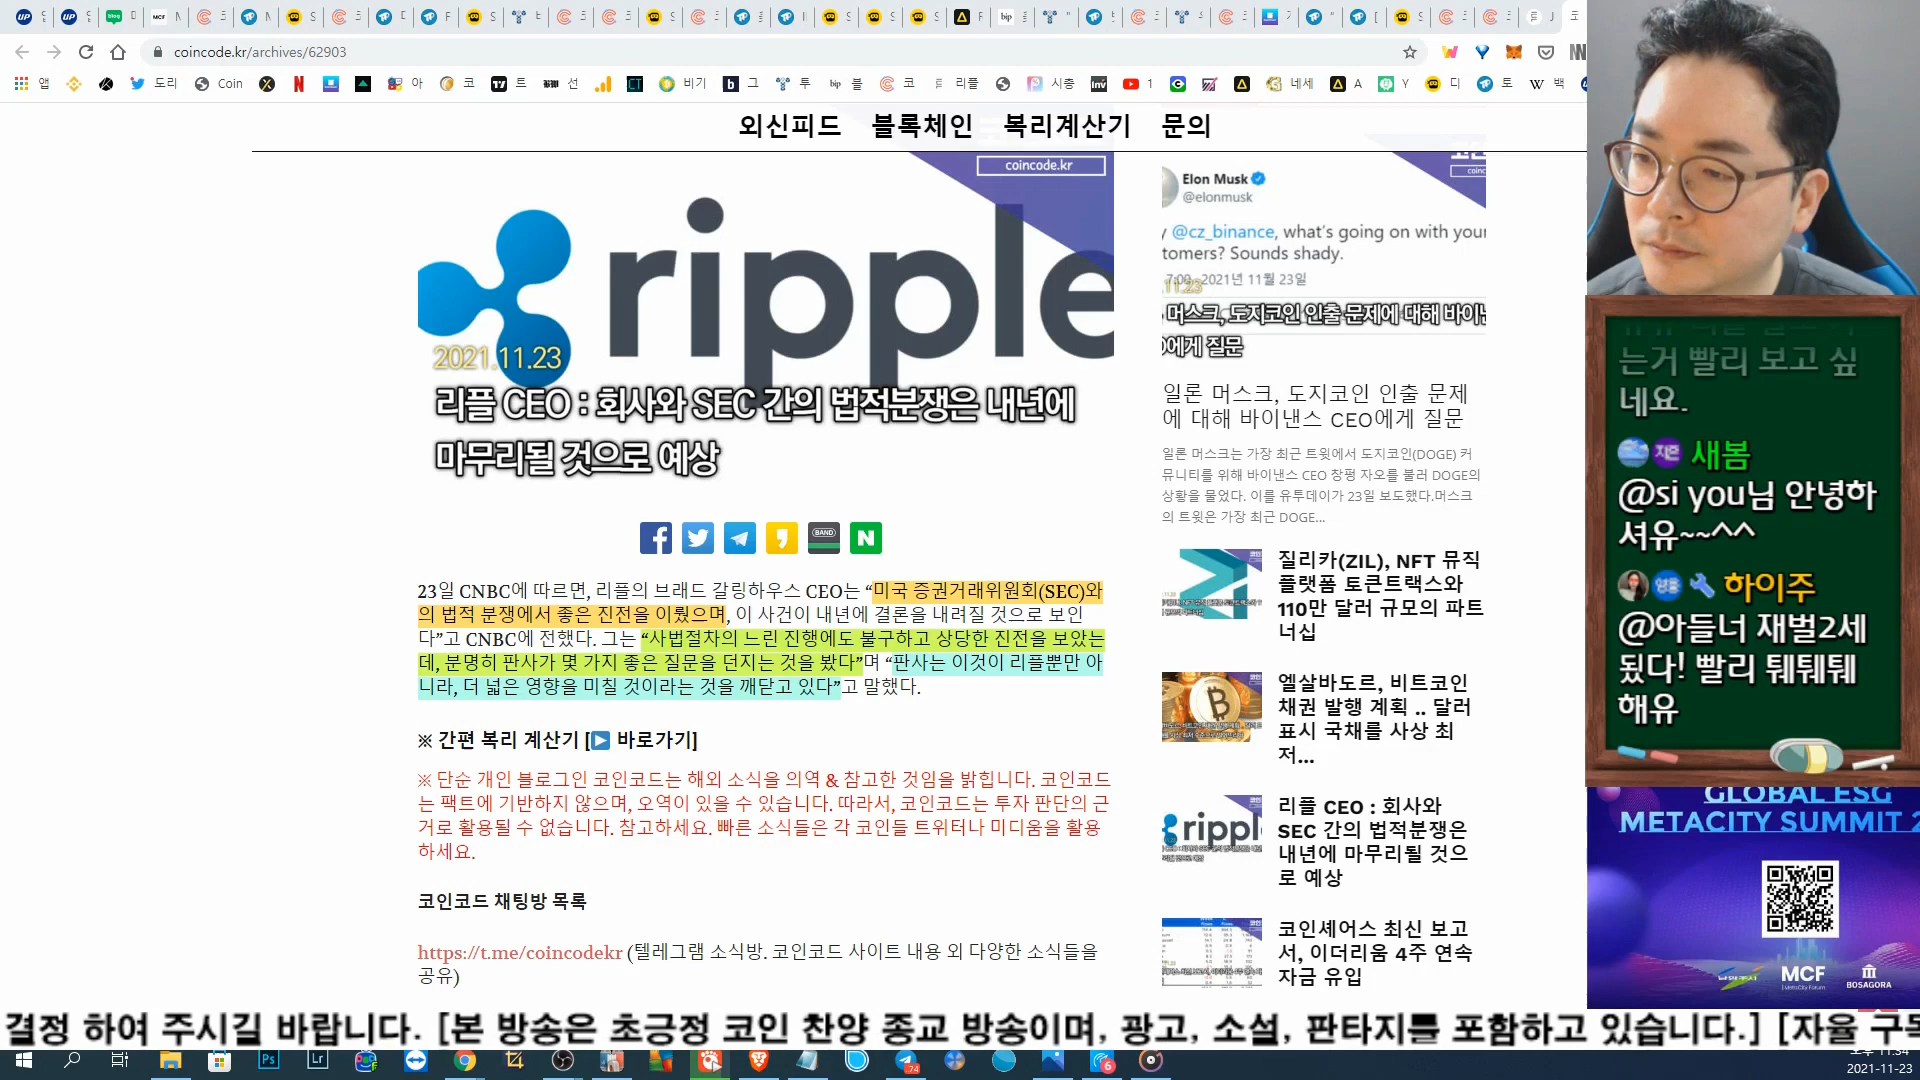 coincode.kr/archives/62903
앱
도리
Coin
아
코
트
선
비기
그
투
블
코
리플
시총
1
네세
A
Y
디
토
백
외신피드 블록체인 복리계산기 문의
coincode.kr
ripple
2021.11.23
리플 CEO : 회사와 SEC 간의 법적분쟁은 내년에
마무리될 것으로 예상
23일 CNBC에 따르면, 리플의 브래드 갈링하우스 CEO는 “미국 증권거래위원회(SEC)와
의 법적 분쟁에서 좋은 진전을 이뤘으며, 이 사건이 내년에 결론을 내려질 것으로 보인
다”고 CNBC에 전했다. 그는 “사법절차의 느린 진행에도 불구하고 상당한 진전을 보았는
데, 분명히 판사가 몇 가지 좋은 질문을 던지는 것을 봤다”며 “판사는 이것이 리플뿐만 아
니라, 더 넓은 영향을 미칠 것이라는 것을 깨닫고 있다”고 말했다.
※ 간편 복리 계산기 [▶ 바로가기]
※ 단순 개인 블로그인 코인코드는 해외 소식을 의역 & 참고한 것임을 밝힙니다. 코인코드
는 팩트에 기반하지 않으며, 오역이 있을 수 있습니다. 따라서, 코인코드는 투자 판단의 근
거로 활용될 수 없습니다. 참고하세요. 빠른 소식들은 각 코인들 트위터나 미디움을 활용
하세요.
코인코드 채팅방 목록
https://t.me/coincodekr (텔레그램 소식방. 코인코드 사이트 내용 외 다양한 소식들을
공유)
Elon Musk
@elonmusk
y @cz_binance, what's going on with your
tomers? Sounds shady.
7:00 · 2021년 11월 23일
머스크, 도지코인 인출 문제에 대해 바이낸
O에게 질문
일론 머스크, 도지코인 인출 문제
에 대해 바이낸스 CEO에게 질문
일론 머스크는 가장 최근 트윗에서 도지코인(DOGE) 커
뮤니티를 위해 바이낸스 CEO 창펑 자오를 불러 DOGE의
상황을 물었다. 이를 유투데이가 23일 보도했다.머스크
의 트윗은 가장 최근 DOGE...
질리카(ZIL), NFT 뮤직
플랫폼 토큰트랙스와
110만 달러 규모의 파트
너십
엘살바도르, 비트코인
채권 발행 계획 .. 달러
표시 국채를 사상 최
저...
리플 CEO : 회사와
SEC 간의 법적분쟁은
내년에 마무리될 것으
로 예상
코인셰어스 최신 보고
서, 이더리움 4주 연속
자금 유입
는거 빨리 보고 싶
네요.
새봄
@si you님 안녕하
셔유~~^^
하이주
@아들너 재벌2세
됬다! 빨리 퉤퉤퉤
해유
GLOBAL ESG
METACITY SUMMIT 2
MCF
BOSAGORA
결정 하여 주시길 바랍니다. [본 방송은 초긍정 코인 찬양 종교 방송이며, 광고, 소설, 판타지를 포함하고 있습니다.] [자율 구독
오후 11:34
2021-11-23